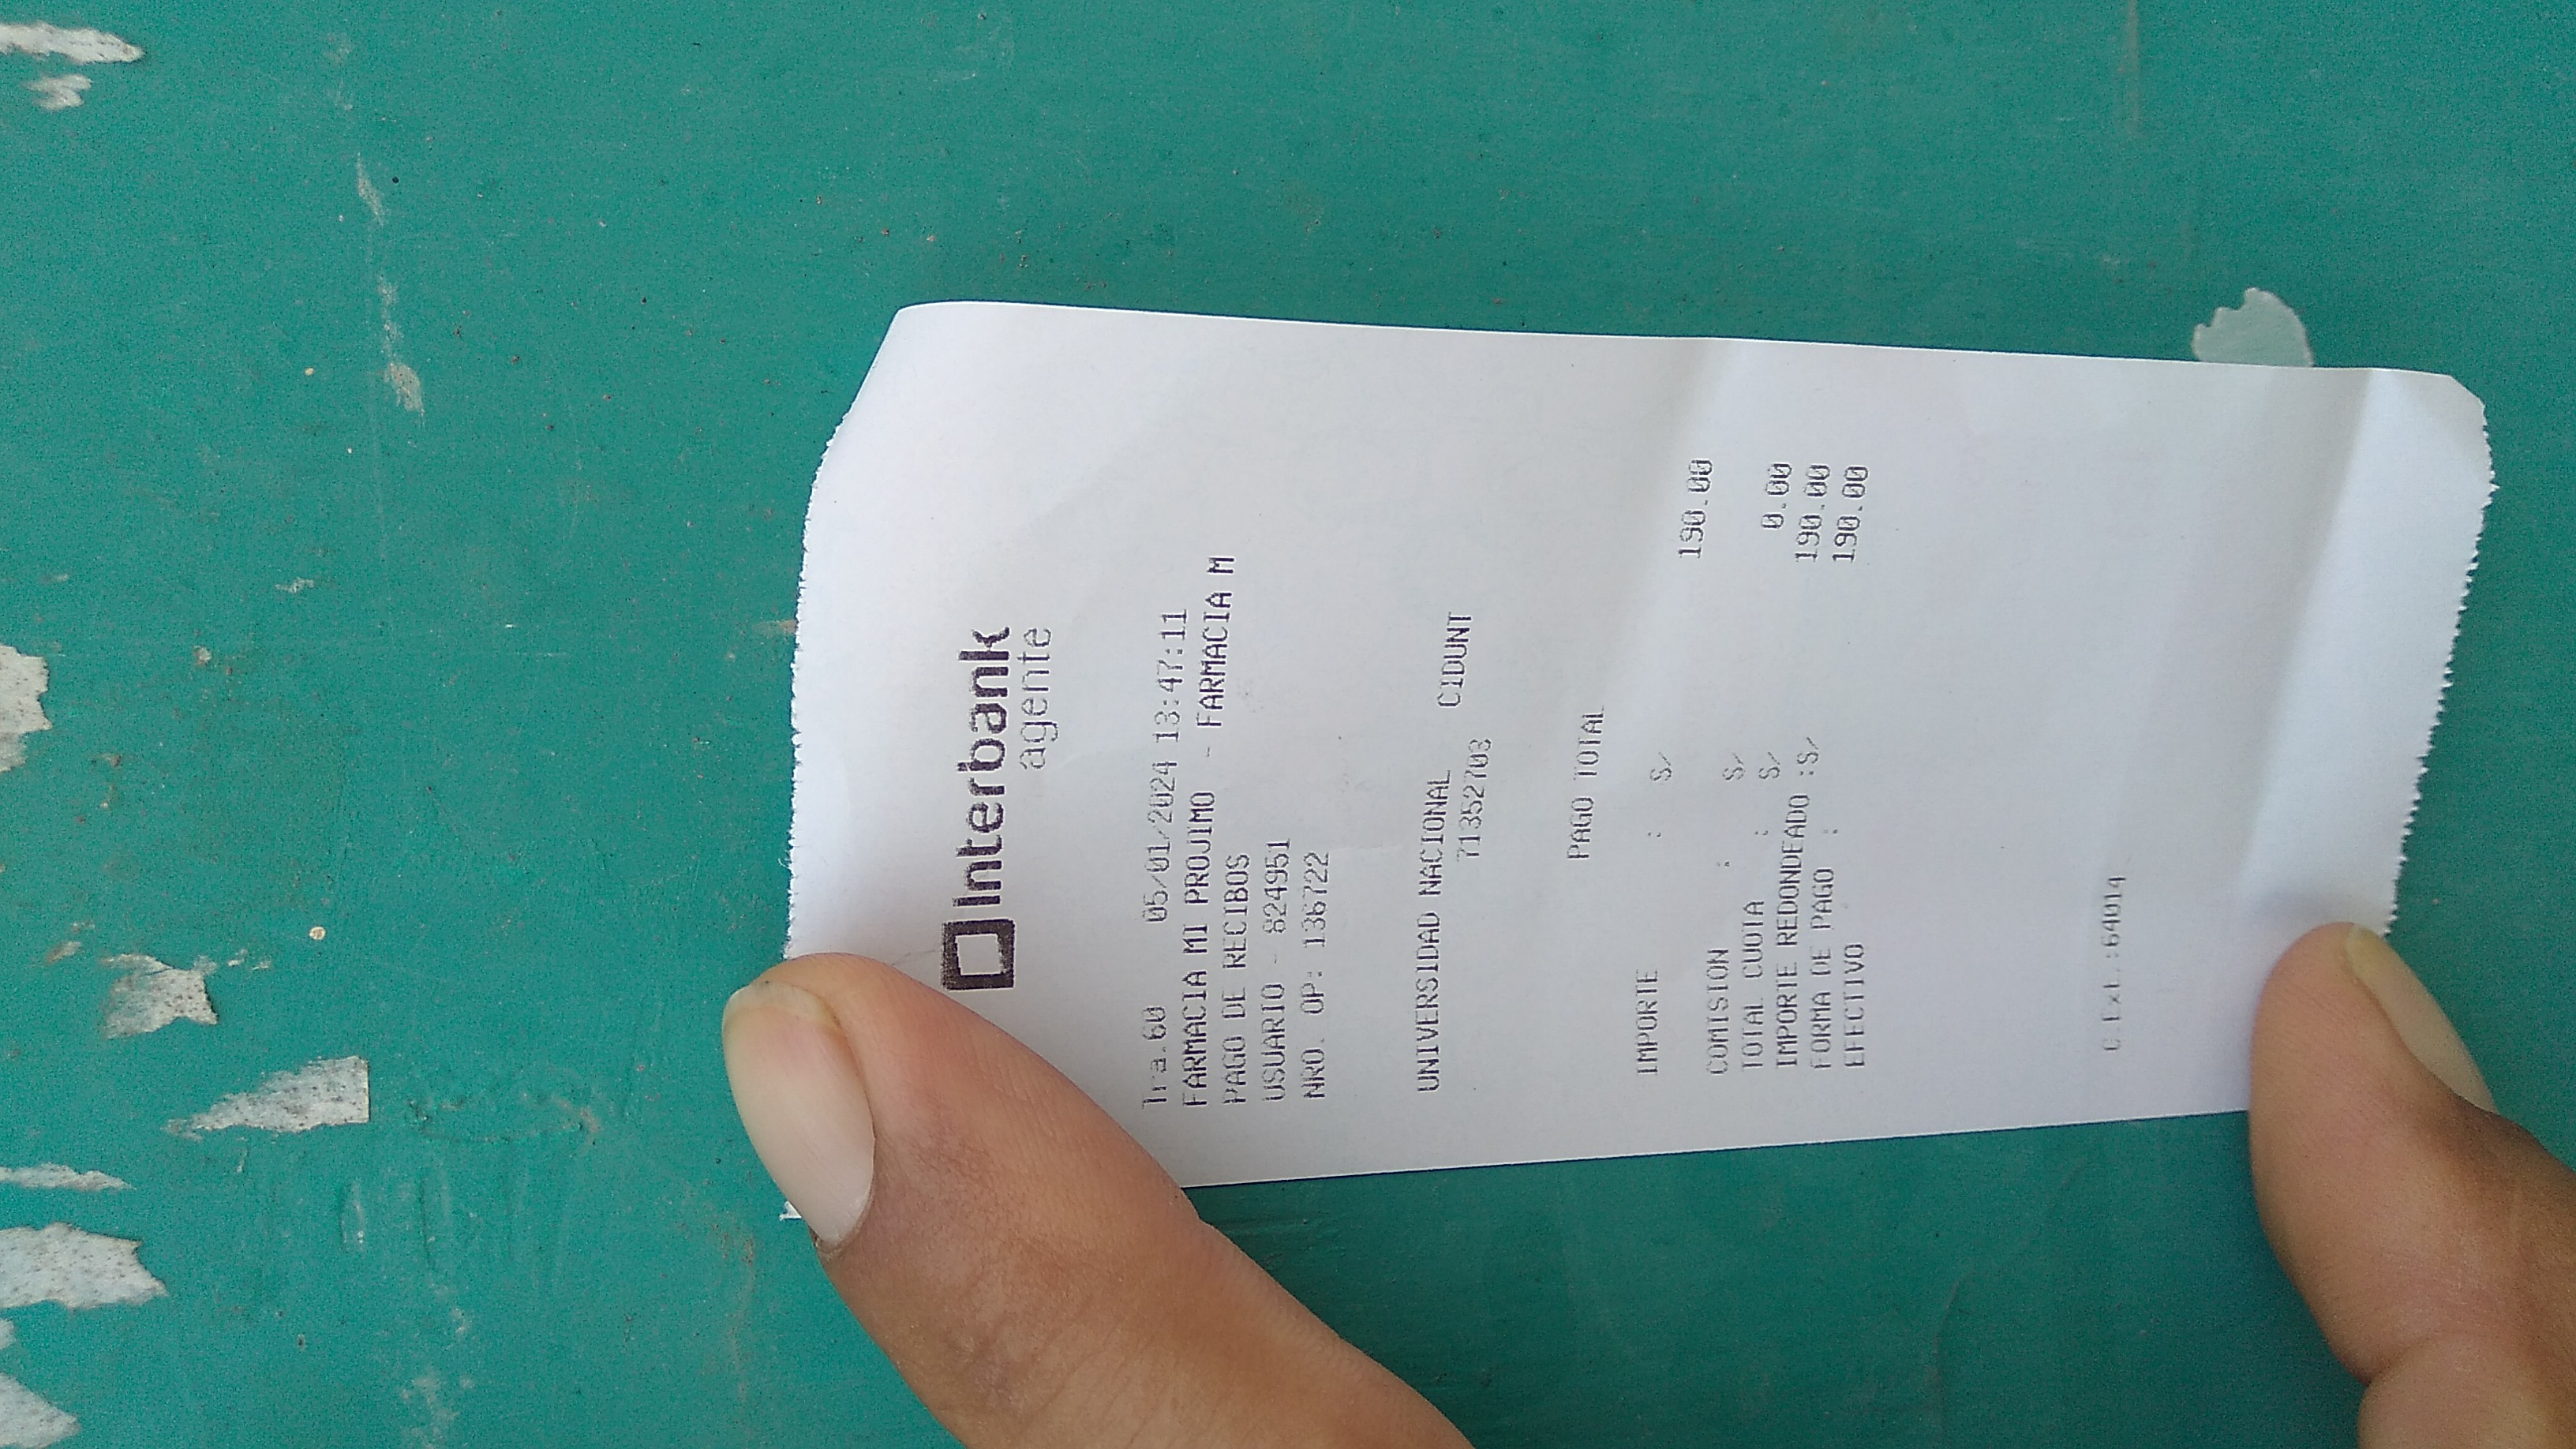 Interbank
agente
Tra.60 05/01/2024 13:47:11
FARMACIA MI PROJIMO - FARMACIA M
PAGO DE RECIBOS
USUARIO - 824951
NRO. OP: 136722
UNIVERSIDAD NACIONAL CIDUNT
71352703
PAGO TOTAL
IMPORTE : S/ 190.00
COMISION : S/ 0.00
TOTAL CUOTA : S/ 190.00
IMPORTE REDONDEADO :S/ 190.00
FORMA DE PAGO :
EFECTIVO
C.Ext.:64014